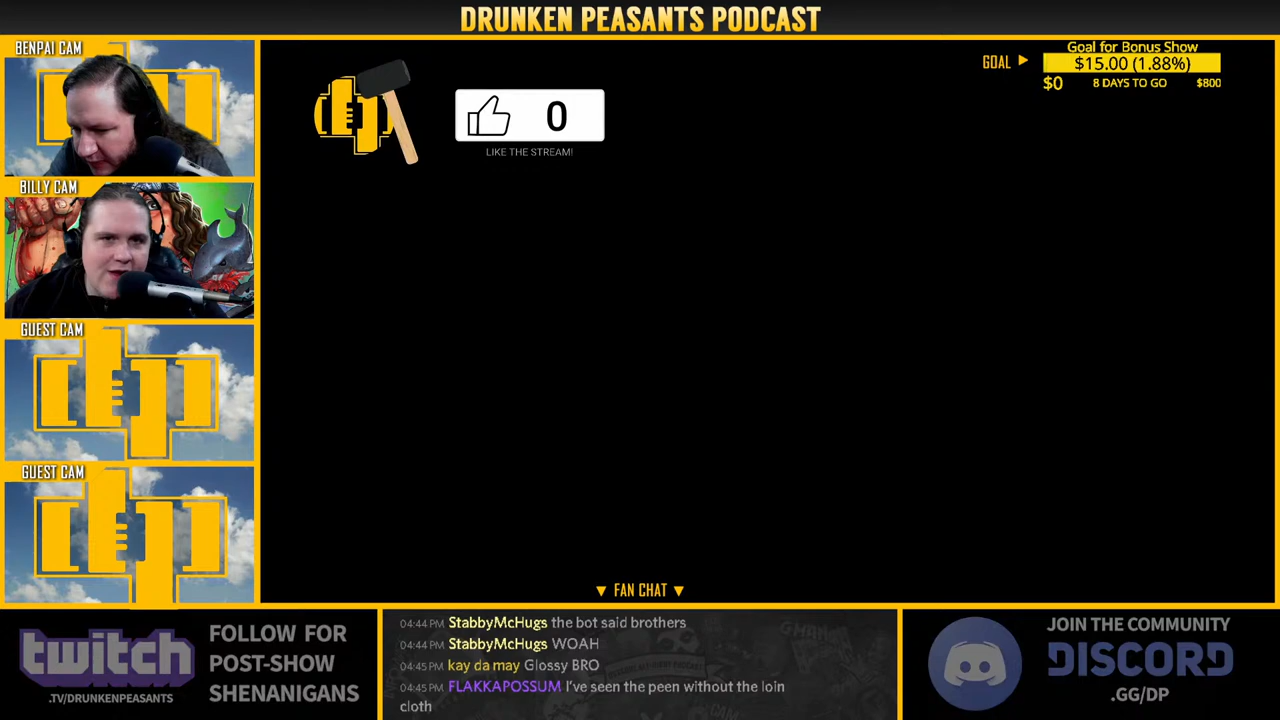 DRUNKEN PEASANTS PODCAST
BENPAI CAM
BILLY CAM
GUEST CAM
GUEST CAM
0
LIKE THE STREAM!
GOAL ►
Goal for Bonus Show
$15.00 (1.88%)
$0 8 DAYS TO GO $800
▼ FAN CHAT ▼
twitch
.TV/DRUNKENPEASANTS
FOLLOW FOR
POST-SHOW
SHENANIGANS
04:44 PM StabbyMcHugs the bot said brothers
04:44 PM StabbyMcHugs WOAH
04:45 PM kay da may Glossy BRO
04:45 PM FLAKKAPOSSUM I've seen the peen without the loin
cloth
JOIN THE COMMUNITY
DISCORD
.GG/DP